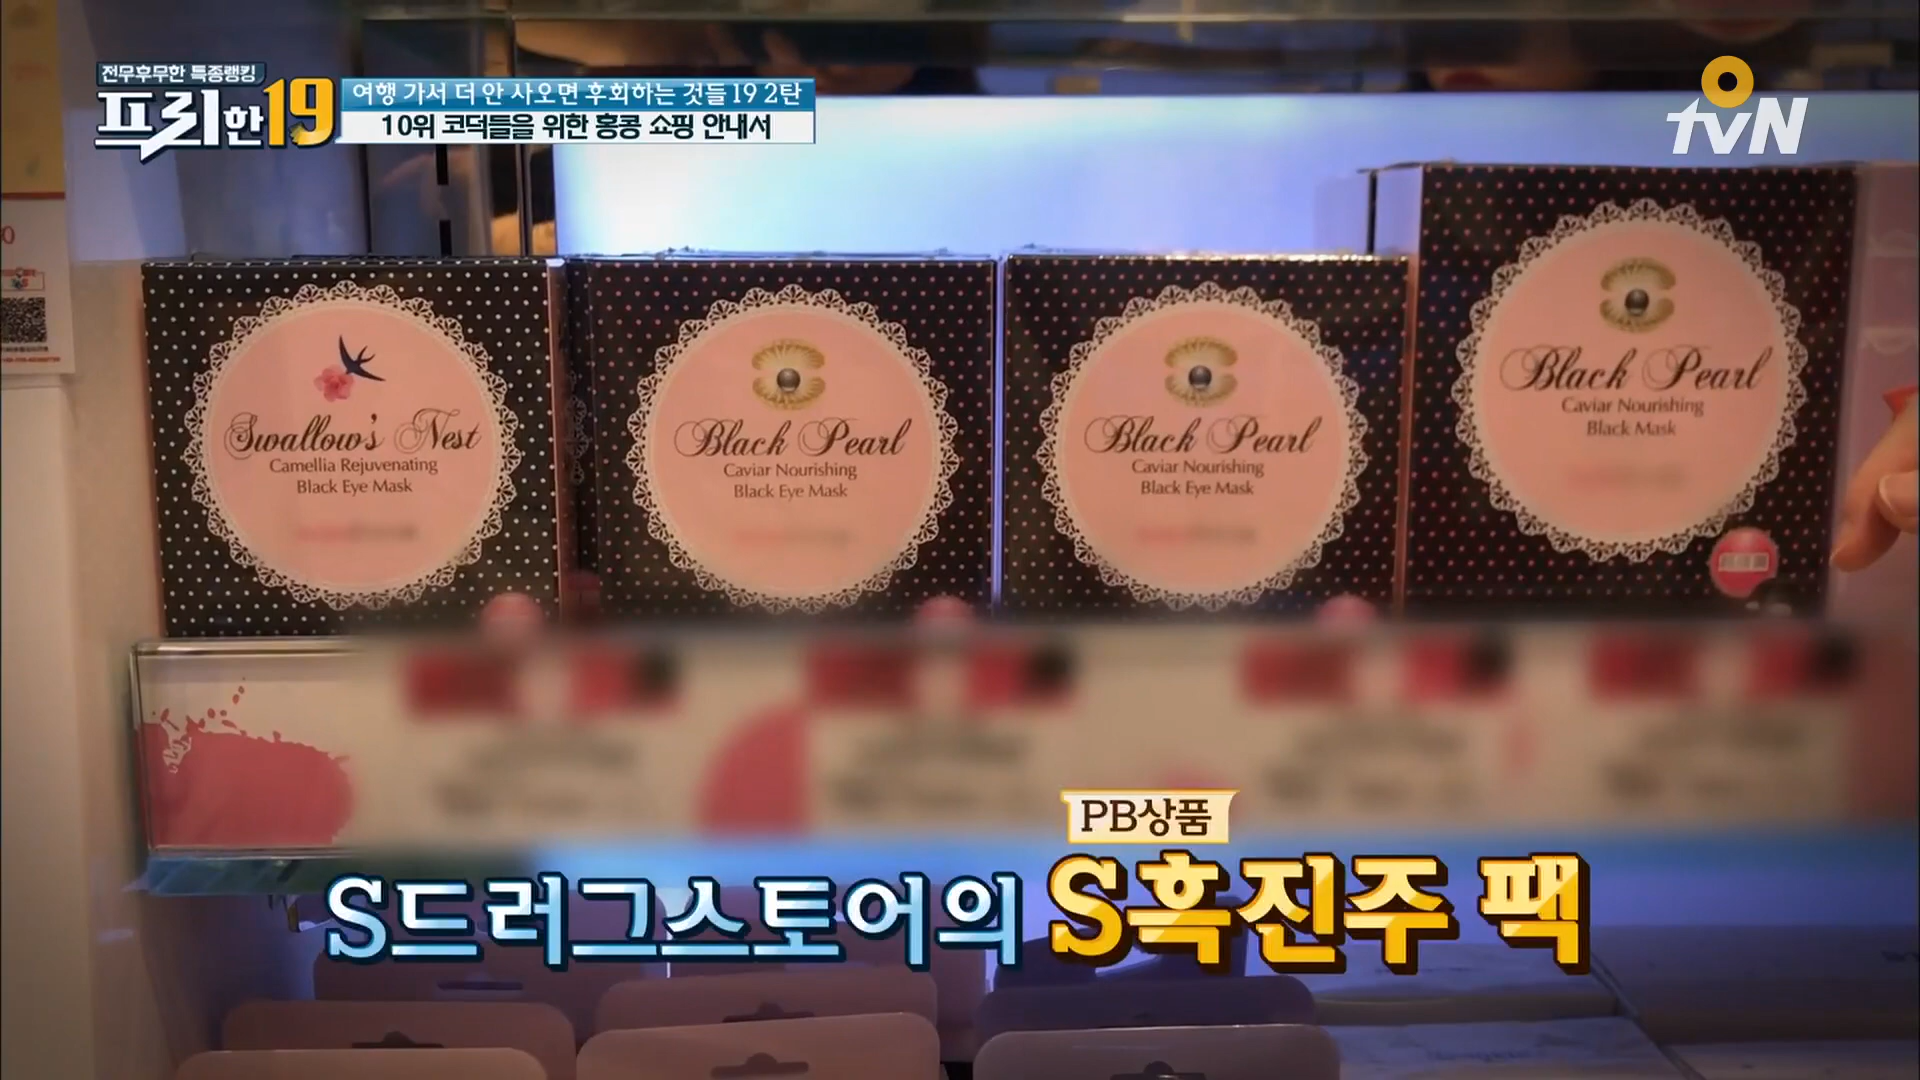 전무후무한 특종랭킹
프리한19
여행 가서 더 안 사오면 후회하는 것들 19 2탄
10위 코덕들을 위한 홍콩 쇼핑 안내서
tvN
Swallow's Nest
Camellia Rejuvenating
Black Eye Mask
Black Pearl
Caviar Nourishing
Black Eye Mask
Black Pearl
Caviar Nourishing
Black Eye Mask
Black Pearl
Caviar Nourishing
Black Mask
PB상품
S드러그스토어의 S흑진주 팩